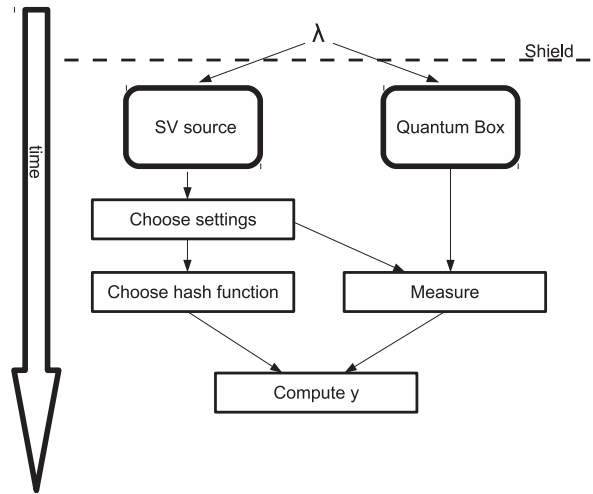 λ
Shield
SV source
Quantum Box
time
Choose settings
Choose hash function
Measure
Compute y